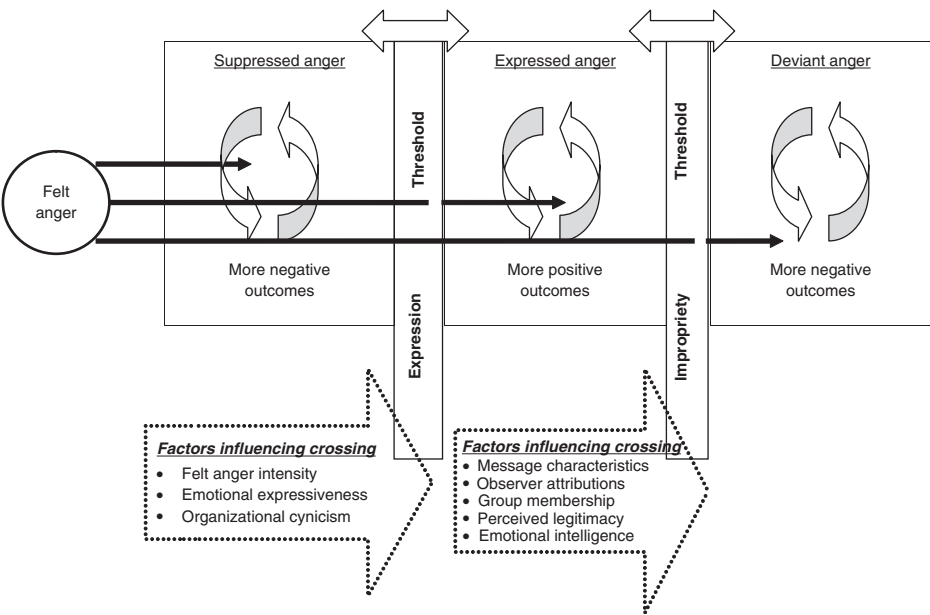 Suppressed anger
Expressed anger
Deviant anger
Felt
anger
Expression Threshold
Impropriety Threshold
More negative
outcomes
More positive
outcomes
More negative
outcomes
Factors influencing crossing
• Felt anger intensity
• Emotional expressiveness
• Organizational cynicism
Factors influencing crossing
• Message characteristics
• Observer attributions
• Group membership
• Perceived legitimacy
• Emotional intelligence